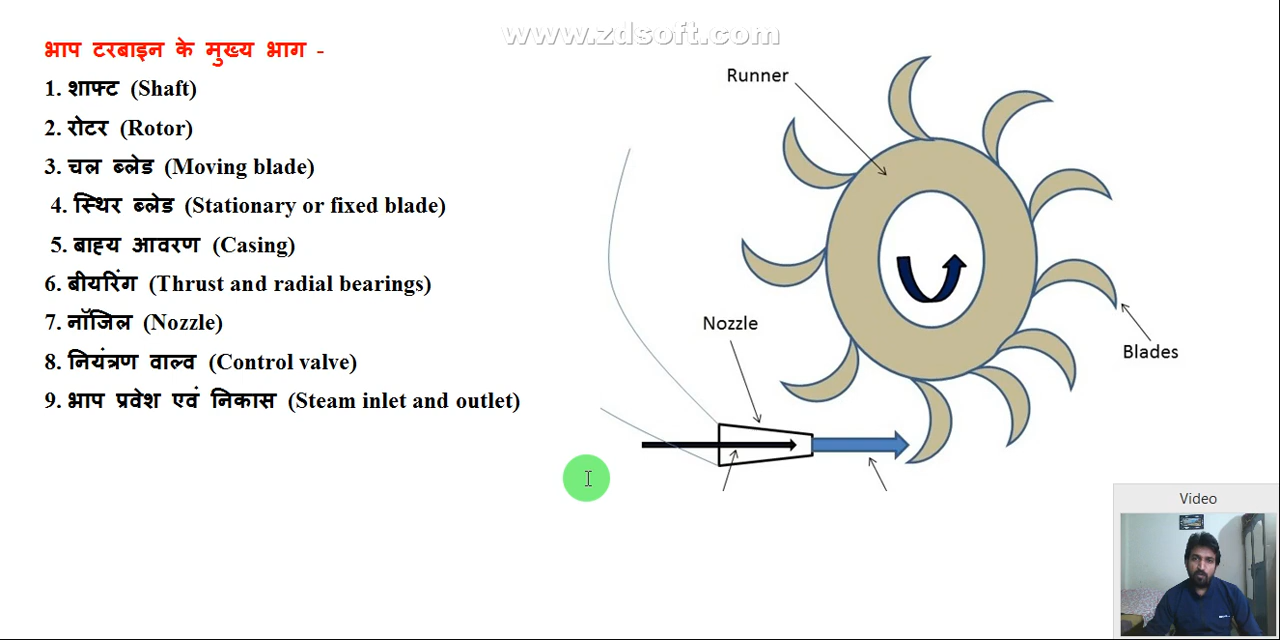 www.zdsoft.com
भाप टरबाइन के मुख्य भाग -
1. शाफ्ट (Shaft)
2. रोटर (Rotor)
3. चल ब्लेड (Moving blade)
4. स्थिर ब्लेड (Stationary or fixed blade)
5. बाह्य आवरण (Casing)
6. बीयरिंग (Thrust and radial bearings)
7. नॉजिल (Nozzle)
8. नियंत्रण वाल्व (Control valve)
9. भाप प्रवेश एवं निकास (Steam inlet and outlet)
Runner
Nozzle
Blades
Video